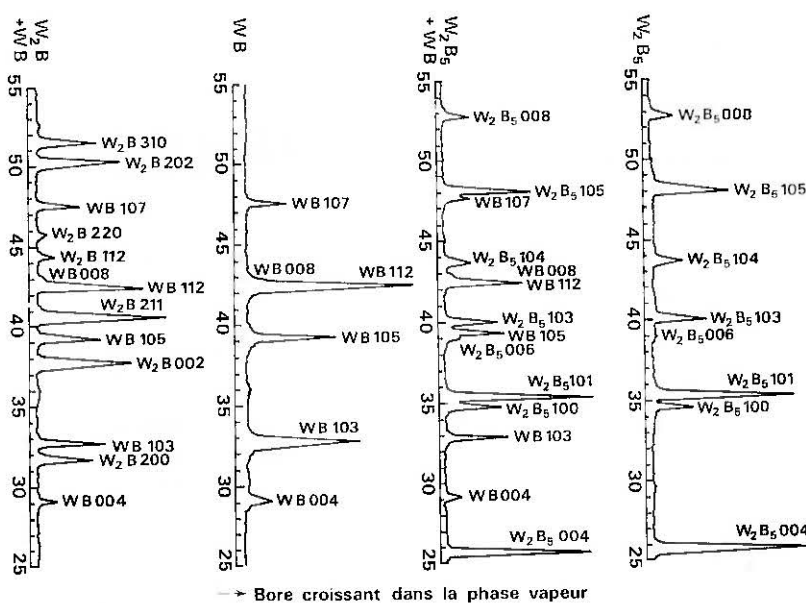 W₂B + WB
55
50
45
40
35
30
25
W₂B 310
W₂B 202
WB 107
W₂B 220
W₂B 112
WB 008
WB 112
W₂B 211
WB 105
W₂B 002
WB 103
W₂B 200
WB 004
WB
55
50
45
40
35
30
25
WB 107
WB 008
WB 112
WB 105
WB 103
WB 004
W₂B₅ + WB
55
50
45
40
35
30
25
W₂B₅ 008
W₂B₅ 105
WB 107
W₂B₅ 104
WB 008
WB 112
W₂B₅ 103
WB 105
W₂B₅ 006
W₂B₅ 101
W₂B₅ 100
WB 103
WB 004
W₂B₅ 004
W₂B₅
55
50
45
40
35
30
25
W₂B₅ 008
W₂B₅ 105
W₂B₅ 104
W₂B₅ 103
W₂B₅ 006
W₂B₅ 101
W₂B₅ 100
W₂B₅ 004
→ Bore croissant dans la phase vapeur